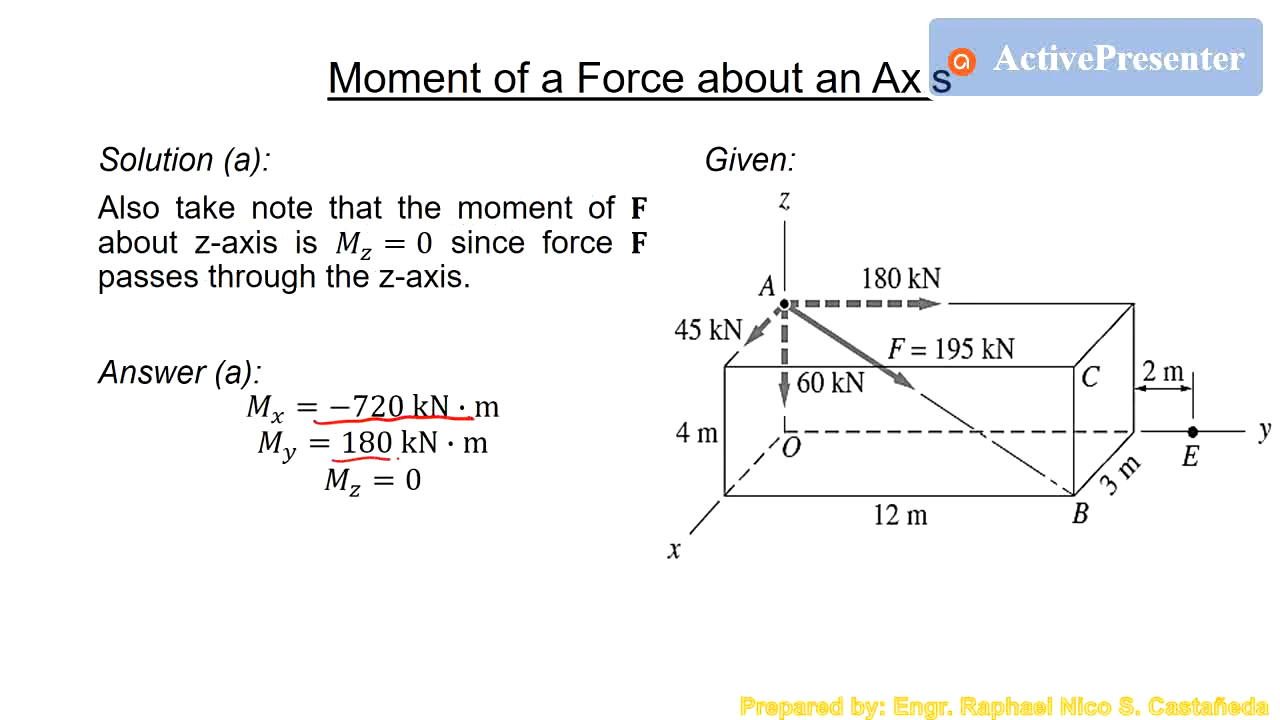 Moment of a Force about an Axis
ActivePresenter
Solution (a):
Also take note that the moment of F
about z-axis is M_z = 0 since force F
passes through the z-axis.
Answer (a):
M_x = −720 kN · m
M_y = 180 kN · m
M_z = 0
Given:
z
A
180 kN
45 kN
F = 195 kN
60 kN
C
2 m
4 m
O
y
E
3 m
12 m
B
x
Prepared by: Engr. Raphael Nico S. Castañeda